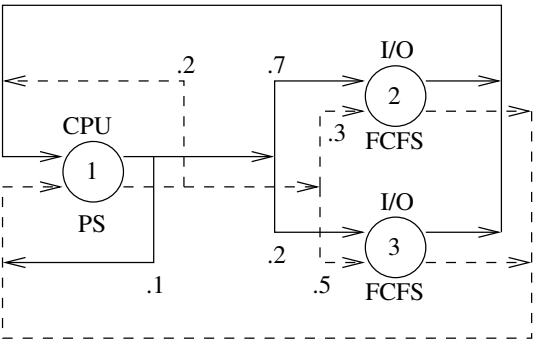 I/O
.2
.7
2
CPU
.3
FCFS
1
I/O
PS
3
.2
.1
.5
FCFS